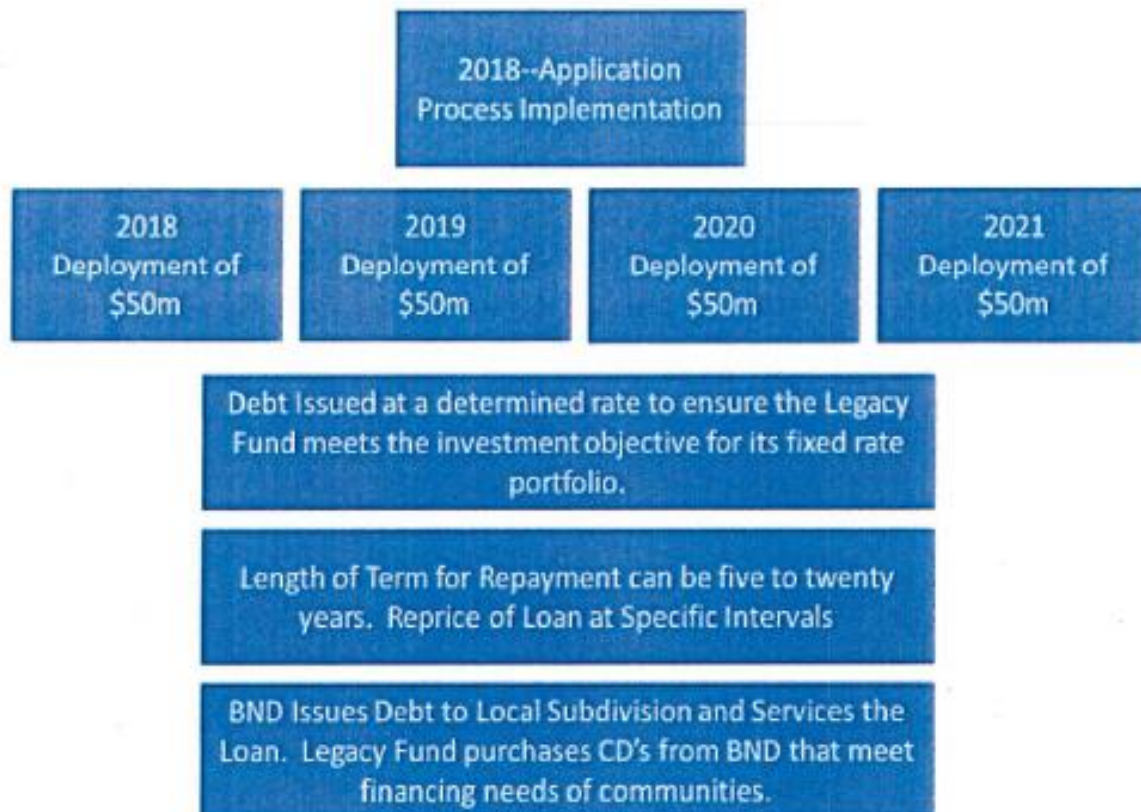 2018--Application
Process Implementation
2018
Deployment of
$50m
2019
Deployment of
$50m
2020
Deployment of
$50m
2021
Deployment of
$50m
Debt Issued at a determined rate to ensure the Legacy
Fund meets the investment objective for its fixed rate
portfolio.
Length of Term for Repayment can be five to twenty
years. Reprice of Loan at Specific Intervals
BND Issues Debt to Local Subdivision and Services the
Loan. Legacy Fund purchases CD's from BND that meet
financing needs of communities.